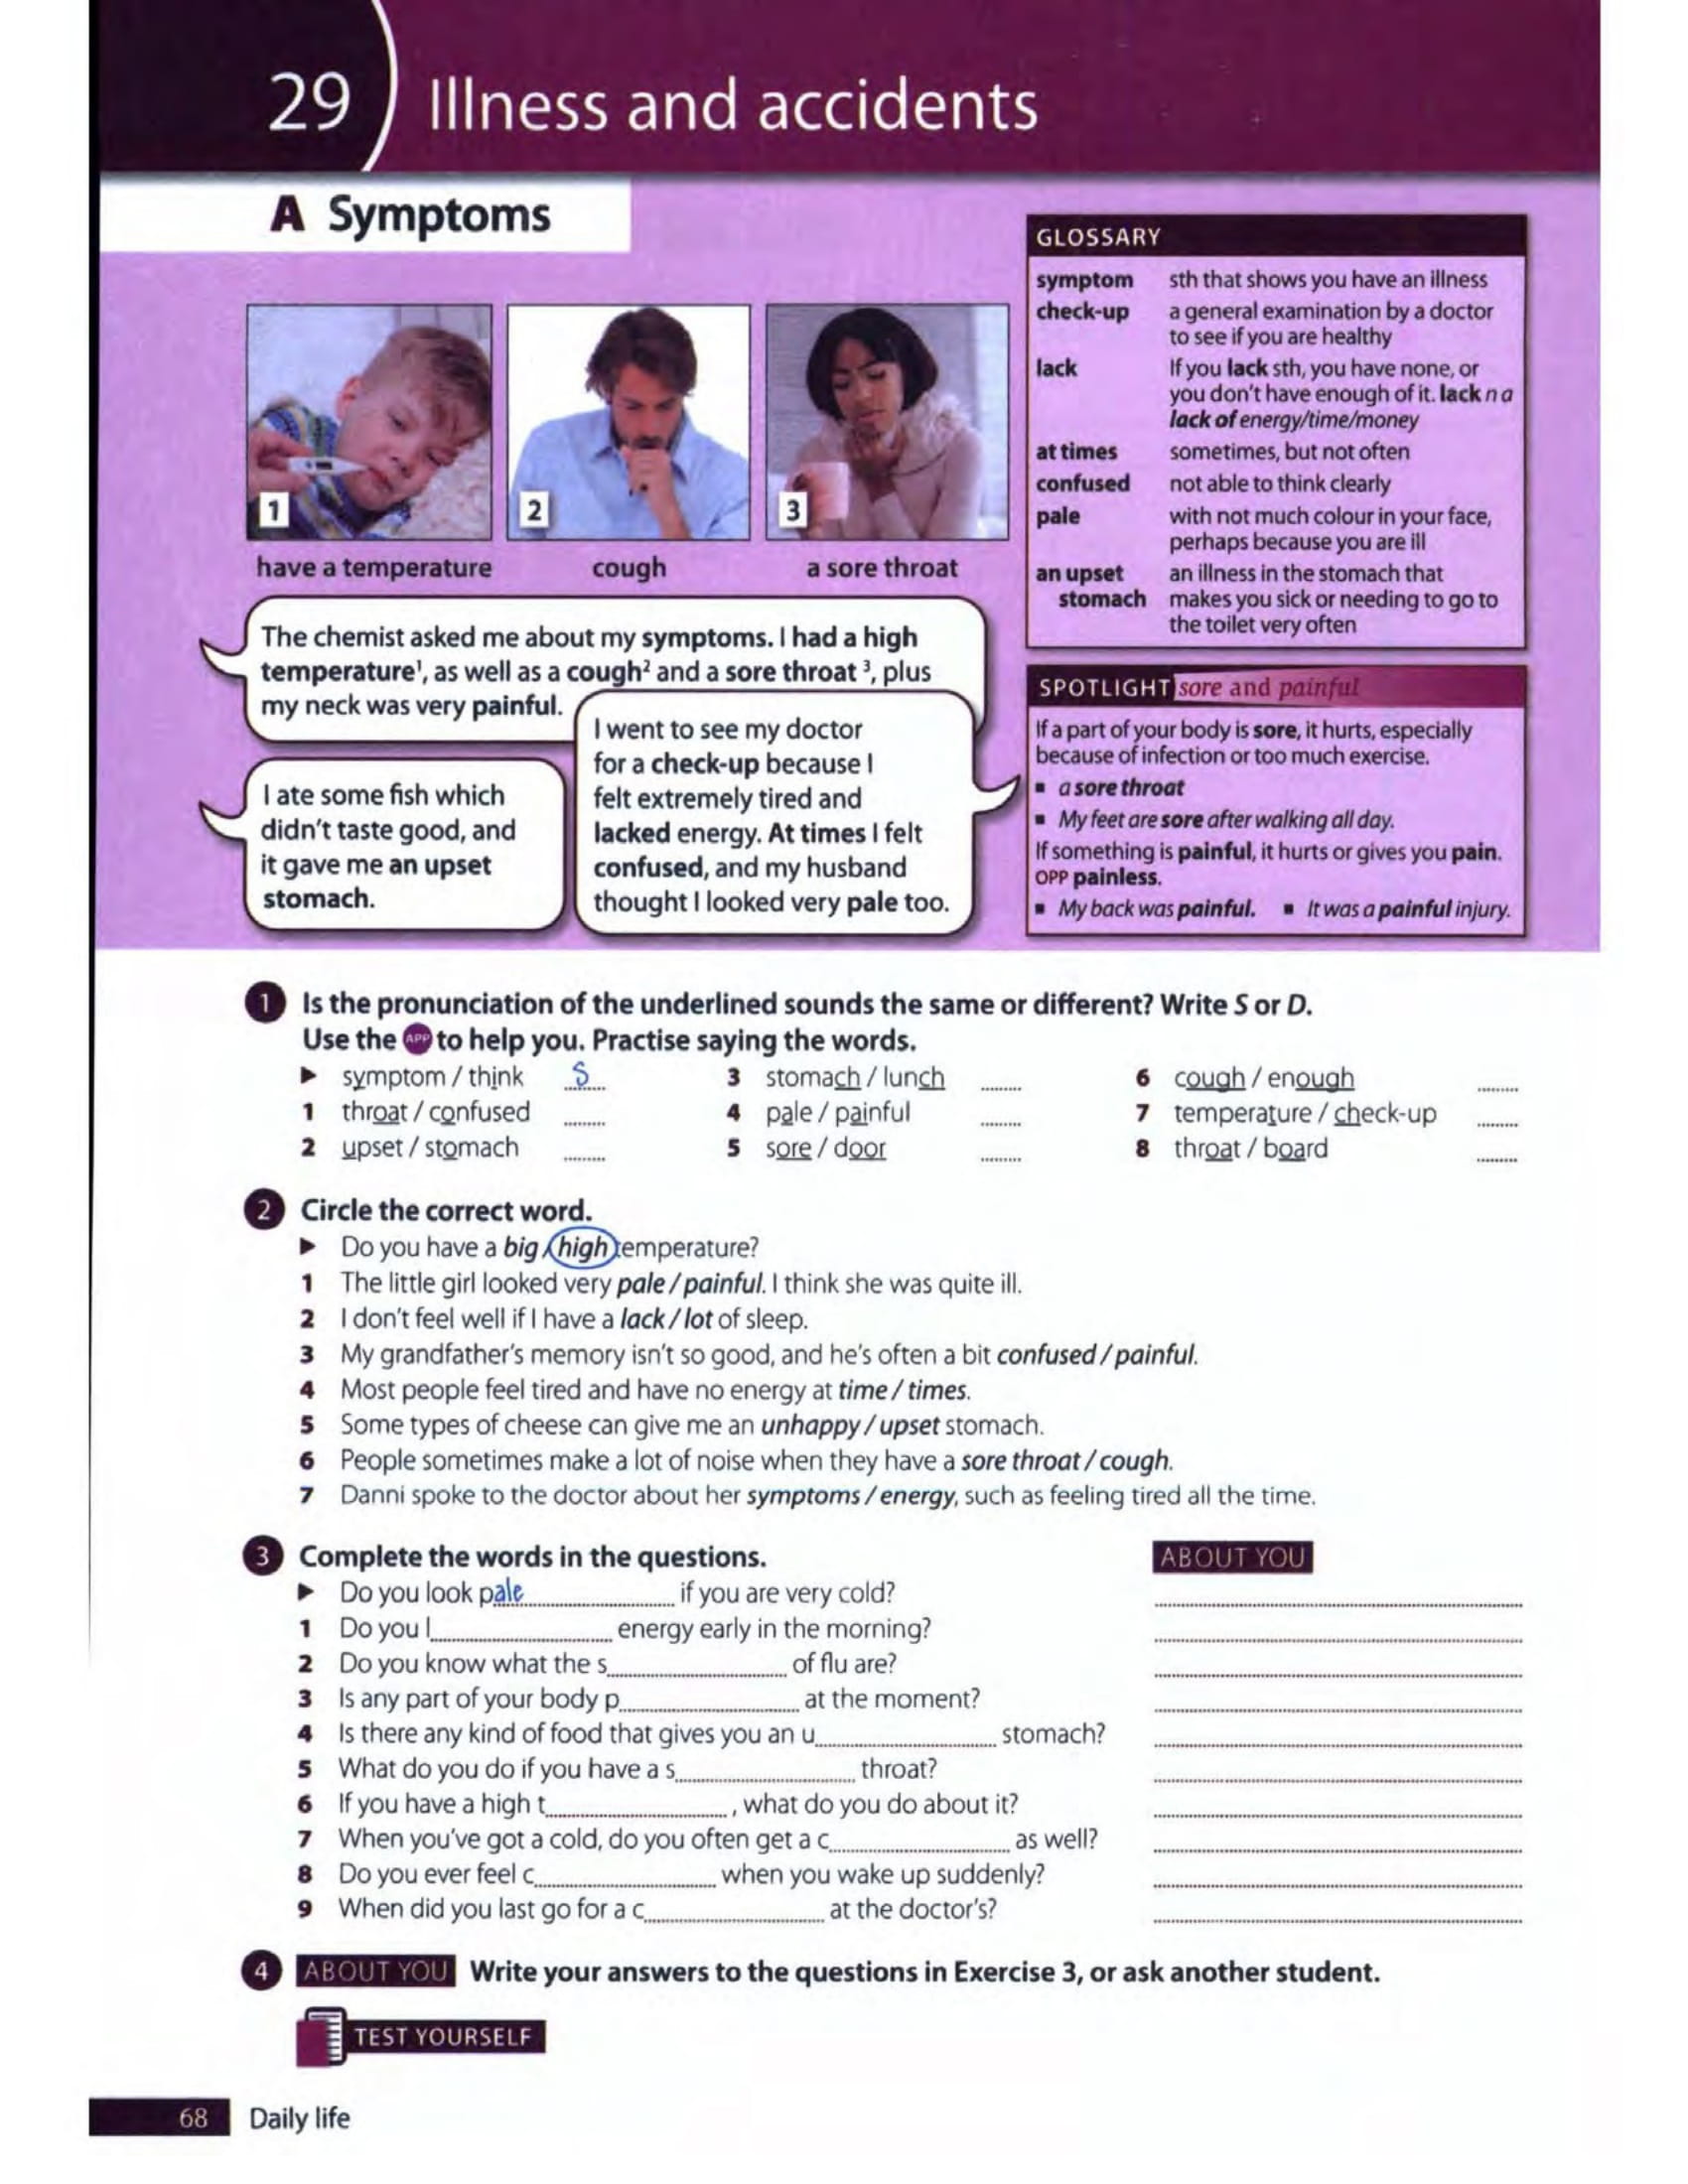 29 Illness and accidents
A Symptoms
1
2
3
have a temperature
cough
a sore throat
The chemist asked me about my symptoms. I had a high
temperature¹, as well as a cough² and a sore throat ³, plus
my neck was very painful.
I went to see my doctor
for a check-up because I
felt extremely tired and
lacked energy. At times I felt
confused, and my husband
thought I looked very pale too.
I ate some fish which
didn't taste good, and
it gave me an upset
stomach.
GLOSSARY
symptom sth that shows you have an illness
check-up a general examination by a doctor
to see if you are healthy
lack If you lack sth, you have none, or
you don't have enough of it. lack n a
lack of energy/time/money
at times sometimes, but not often
confused not able to think clearly
pale with not much colour in your face,
perhaps because you are ill
an upset an illness in the stomach that
stomach makes you sick or needing to go to
the toilet very often
SPOTLIGHT sore and painful
If a part of your body is sore, it hurts, especially
because of infection or too much exercise.
▪ a sore throat
▪ My feet are sore after walking all day.
If something is painful, it hurts or gives you pain.
OPP painless.
▪ My back was painful. ▪ It was a painful injury.
1 Is the pronunciation of the underlined sounds the same or different? Write S or D.
Use the APP to help you. Practise saying the words.
► symptom / think S
1 throat / confused ........
2 upset / stomach ........
3 stomach / lunch ........
4 pale / painful ........
5 sore / door ........
6 cough / enough ........
7 temperature / check-up ........
8 throat / board ........
2 Circle the correct word.
► Do you have a big / high temperature?
1 The little girl looked very pale / painful. I think she was quite ill.
2 I don't feel well if I have a lack / lot of sleep.
3 My grandfather's memory isn't so good, and he's often a bit confused / painful.
4 Most people feel tired and have no energy at time / times.
5 Some types of cheese can give me an unhappy / upset stomach.
6 People sometimes make a lot of noise when they have a sore throat / cough.
7 Danni spoke to the doctor about her symptoms / energy, such as feeling tired all the time.
3 Complete the words in the questions.
ABOUT YOU
► Do you look pale ........ if you are very cold?
1 Do you l........ energy early in the morning?
2 Do you know what the s........ of flu are?
3 Is any part of your body p........ at the moment?
4 Is there any kind of food that gives you an u........ stomach?
5 What do you do if you have a s........ throat?
6 If you have a high t........ , what do you do about it?
7 When you've got a cold, do you often get a c........ as well?
8 Do you ever feel c........ when you wake up suddenly?
9 When did you last go for a c........ at the doctor's?
4 ABOUT YOU Write your answers to the questions in Exercise 3, or ask another student.
TEST YOURSELF
68 Daily life